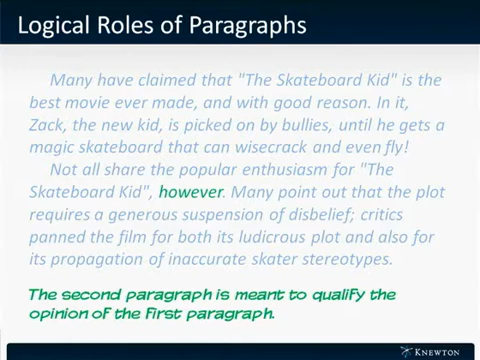 Logical Roles of Paragraphs
Many have claimed that "The Skateboard Kid" is the
best movie ever made, and with good reason. In it,
Zack, the new kid, is picked on by bullies, until he gets a
magic skateboard that can wisecrack and even fly!
Not all share the popular enthusiasm for "The
Skateboard Kid", however. Many point out that the plot
requires a generous suspension of disbelief; critics
panned the film for both its ludicrous plot and also for
its propagation of inaccurate skater stereotypes.
The second paragraph is meant to qualify the
opinion of the first paragraph.
KNEWTON